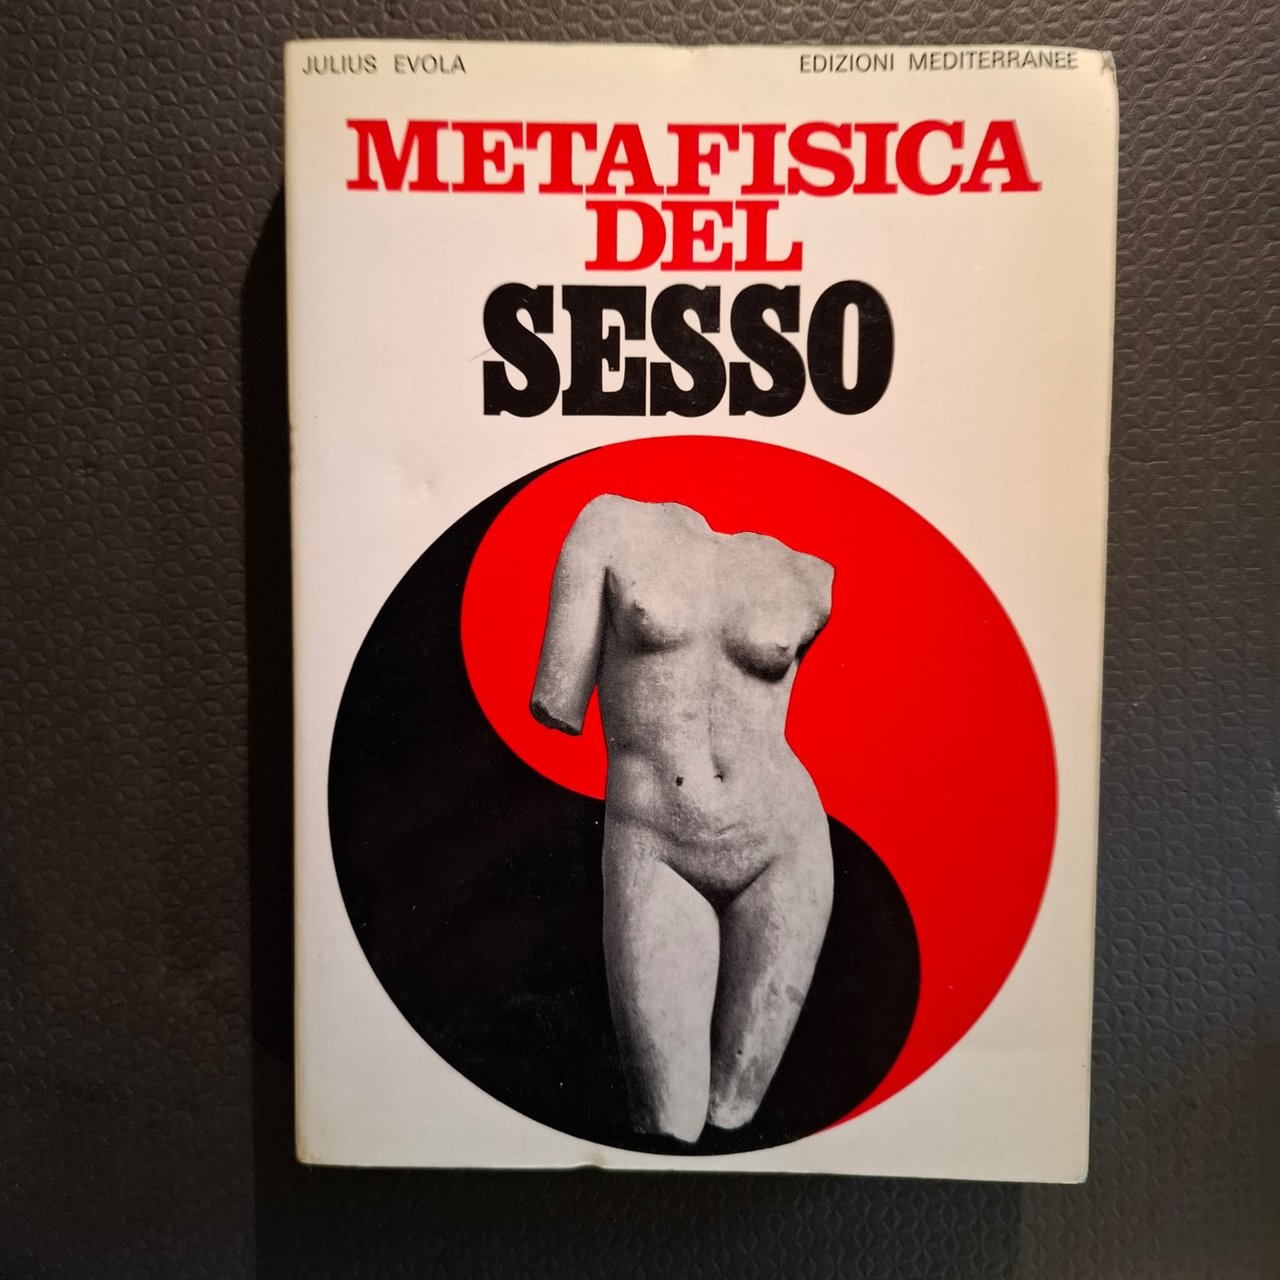 JULIUS EVOLA EDIZIONI MEDITERRANEE
METAFISICA
DEL
SESSO